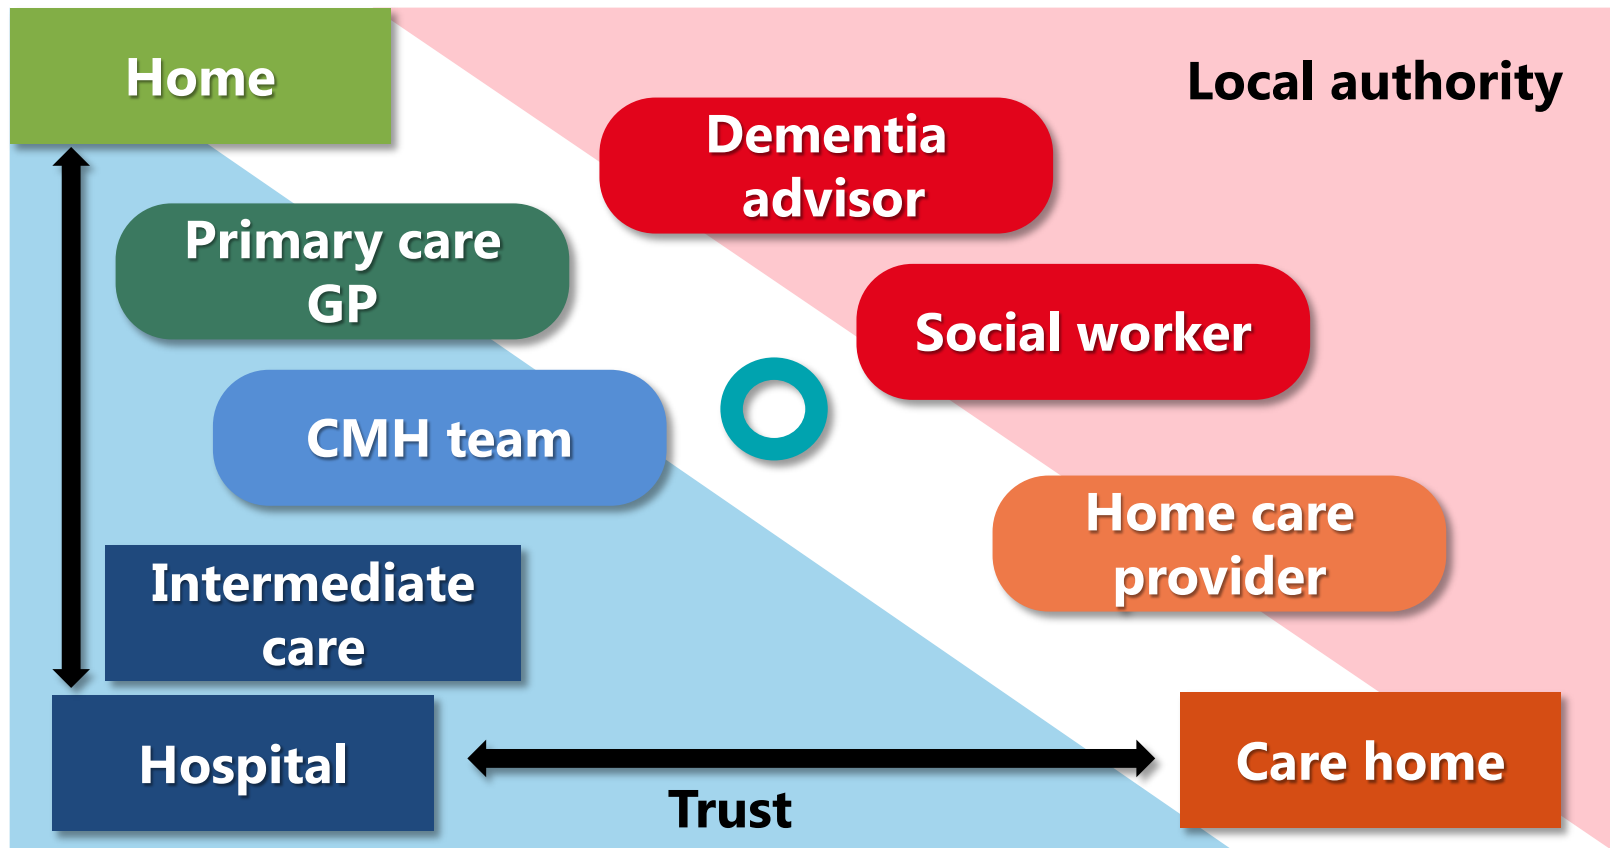 Home
Local authority
Dementia
advisor
Primary care
GP
Social worker
CMH team
Home care
provider
Intermediate
care
Hospital
Care home
Trust